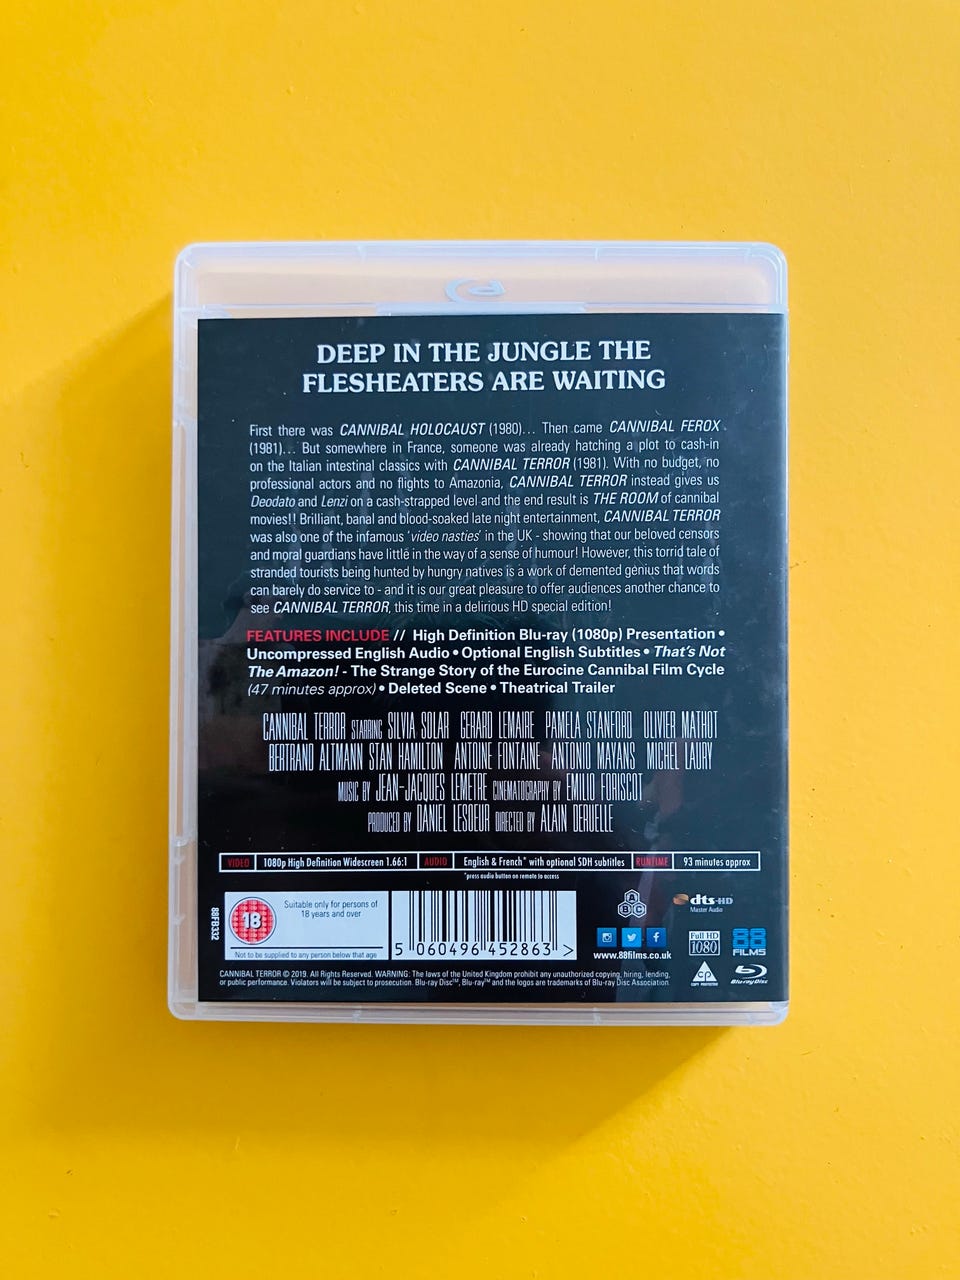 DEEP IN THE JUNGLE THE
FLESHEATERS ARE WAITING
First there was CANNIBAL HOLOCAUST (1980)... Then came CANNIBAL FEROX
(1981)... But somewhere in France, someone was already hatching a plot to cash-in
on the Italian intestinal classics with CANNIBAL TERROR (1981). With no budget, no
professional actors and no flights to Amazonia, CANNIBAL TERROR instead gives us
Deodato and Lenzi on a cash-strapped level and the end result is THE ROOM of cannibal
movies!! Brilliant, banal and blood-soaked late night entertainment, CANNIBAL TERROR
was also one of the infamous 'video nasties' in the UK - showing that our beloved censors
and moral guardians have little in the way of a sense of humour! However, this torrid tale of
stranded tourists being hunted by hungry natives is a work of demented genius that words
can barely do service to - and it is our great pleasure to offer audiences another chance to
see CANNIBAL TERROR, this time in a delirious HD special edition!
FEATURES INCLUDE // High Definition Blu-ray (1080p) Presentation •
Uncompressed English Audio • Optional English Subtitles • That's Not
The Amazon! - The Strange Story of the Eurocine Cannibal Film Cycle
(47 minutes approx) • Deleted Scene • Theatrical Trailer
CANNIBAL TERROR STARRING SILVIA SOLAR GERARD LEMAIRE PAMELA STANFORD OLIVIER MATHOT
BERTRAND ALTMANN STAN HAMILTON ANTOINE FONTAINE ANTONIO MAYANS MICHEL LAURY
MUSIC BY JEAN-JACQUES LEMETRE CINEMATOGRAPHY BY EMILIO FORISCOT
PRODUCED BY DANIEL LESOEUR DIRECTED BY ALAIN DERUELLE
VIDEO 1080p High Definition Widescreen 1.66:1 AUDIO English & French* with optional SDH subtitles RUNTIME 93 minutes approx
*press audio button on remote to access
88FB332
18
Suitable only for persons of
18 years and over
Not to be supplied to any person below that age
5 060496 452863 >
ABC
www.88films.co.uk
dts-HD
Master Audio
Full HD
1080
88
FILMS
CP
COPY PROTECTED
Blu-ray Disc
CANNIBAL TERROR © 2019. All Rights Reserved. WARNING: The laws of the United Kingdom prohibit any unauthorized copying, hiring, lending,
or public performance. Violators will be subject to prosecution. Blu-ray Disc™, Blu-ray™ and the logos are trademarks of Blu-ray Disc Association.